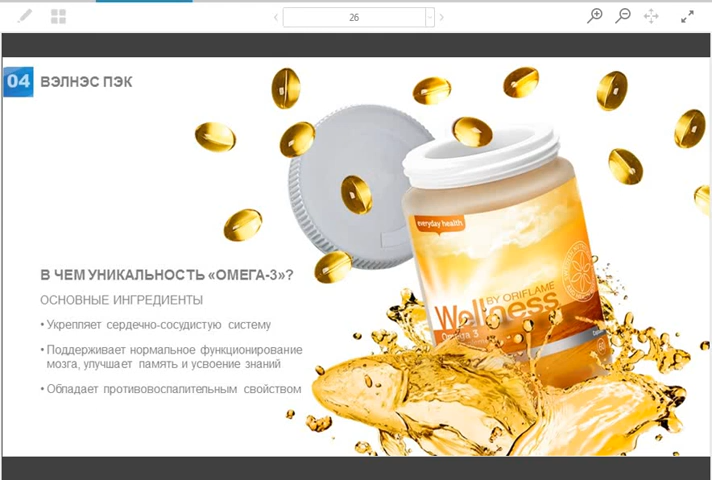 26
04 ВЭЛНЭС ПЭК
everyday health
BY ORIFLAME
Wellness
Omega 3
В ЧЕМ УНИКАЛЬНОСТЬ «ОМЕГА-3»?
ОСНОВНЫЕ ИНГРЕДИЕНТЫ
• Укрепляет сердечно-сосудистую систему
• Поддерживает нормальное функционирование
мозга, улучшает память и усвоение знаний
• Обладает противовоспалительным свойством